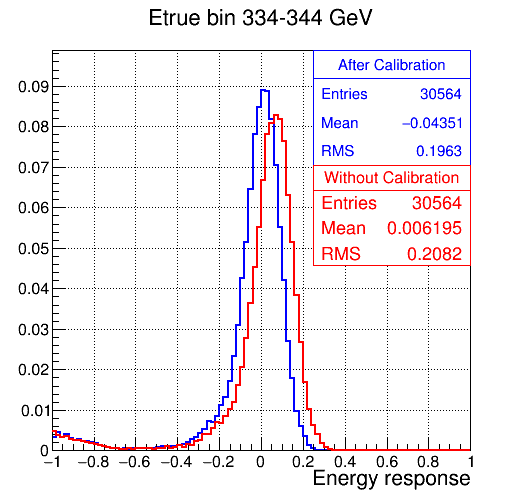 Etrue bin 334-344 GeV
After Calibration
Entries 30564
Mean −0.04351
RMS 0.1963
Without Calibration
Entries 30564
Mean 0.006195
RMS 0.2082
0.09
0.08
0.07
0.06
0.05
0.04
0.03
0.02
0.01
0
−1 −0.8 −0.6 −0.4 −0.2 0 0.2 0.4 0.6 0.8 1
Energy response